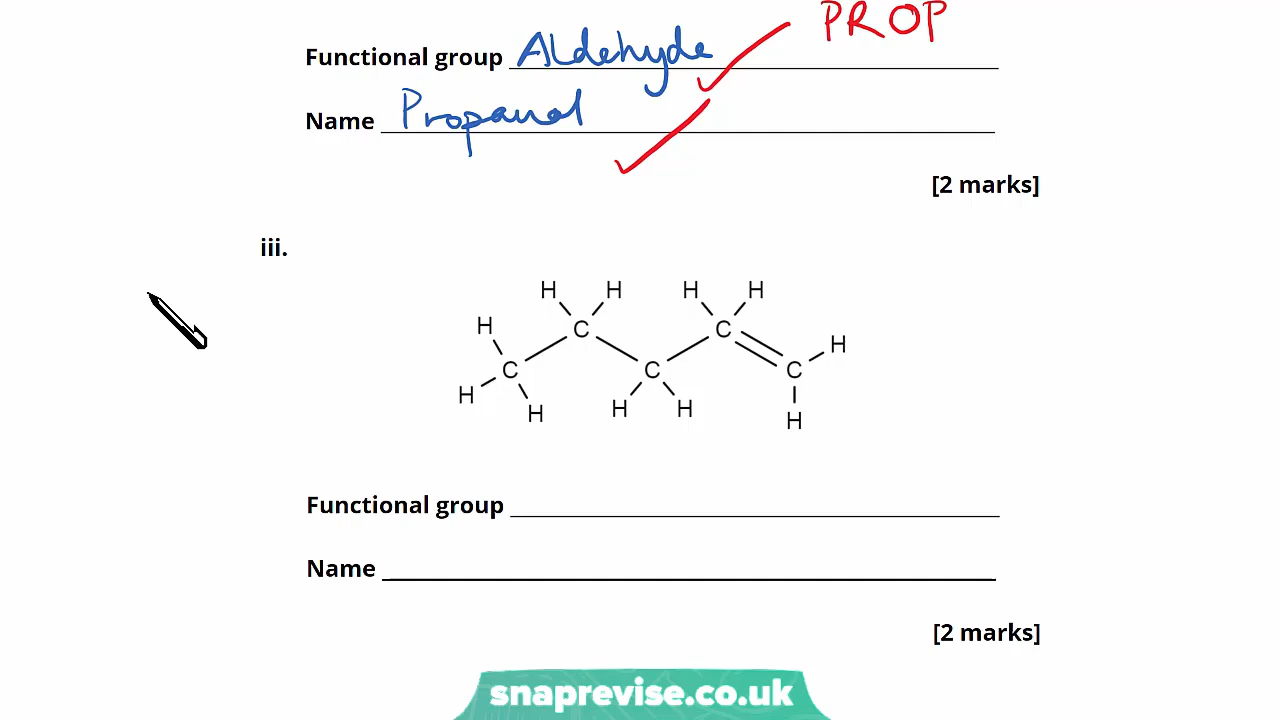 PROP
Functional group Aldehyde
Name Propanal
[2 marks]
iii.
H H H H
H C C H
C C C
H H H H H
Functional group
Name
[2 marks]
snaprevise.co.uk